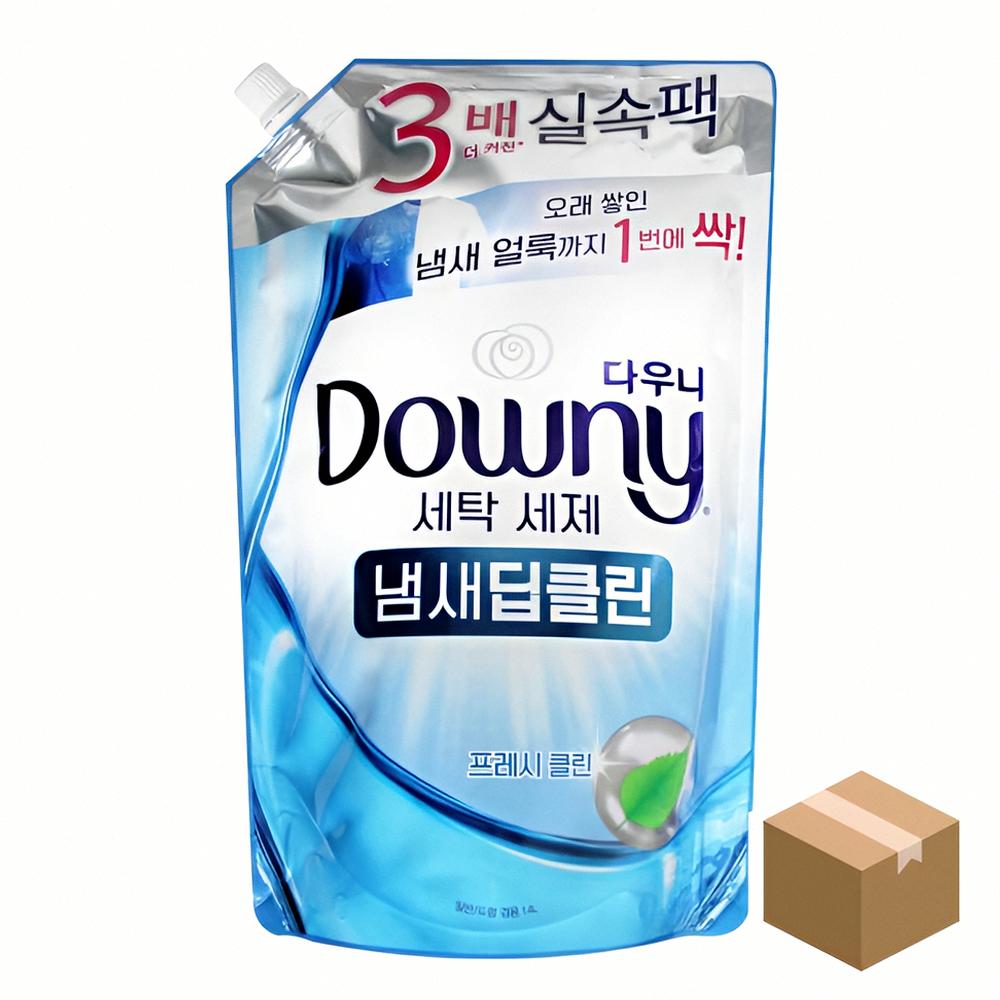 3배 실속팩
더 커진*
오래 쌓인
냄새 얼룩까지 1번에 싹!
다우니
Downy
세탁 세제
냄새딥클린
프레시 클린